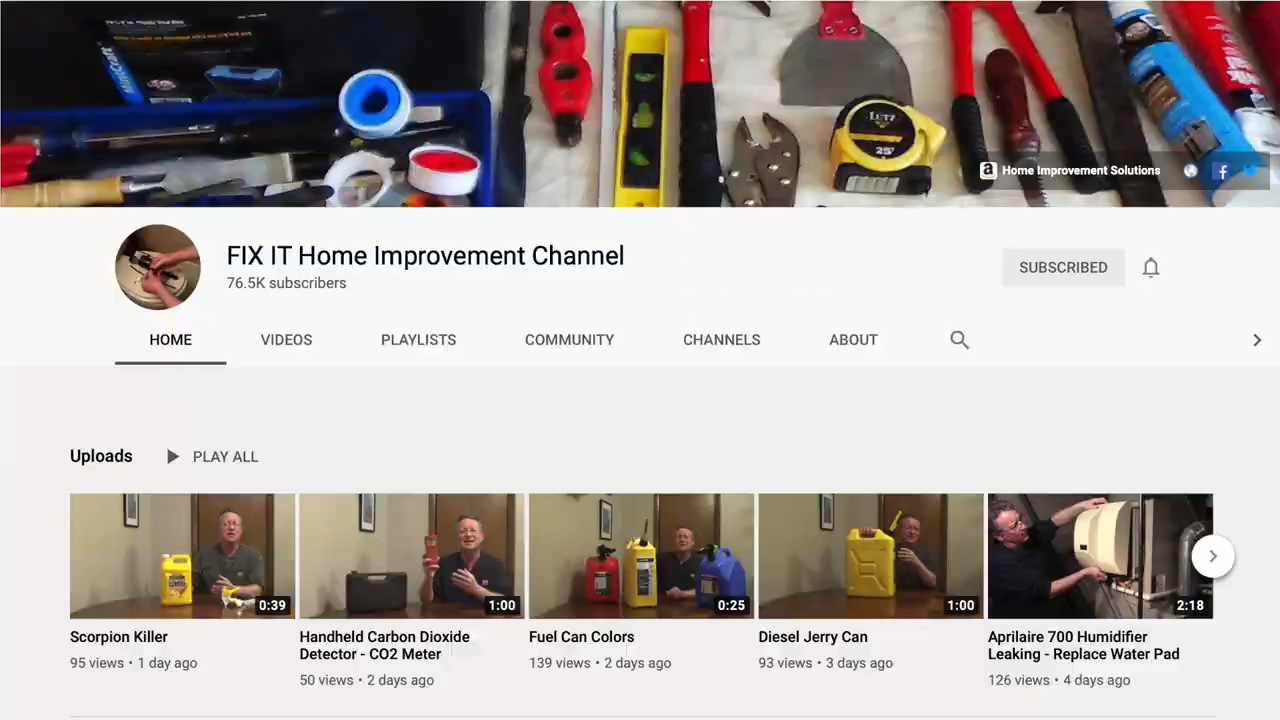 LUTZ
25'
a Home Improvement Solutions f
FIX IT Home Improvement Channel
76.5K subscribers
SUBSCRIBED
HOME VIDEOS PLAYLISTS COMMUNITY CHANNELS ABOUT
Uploads PLAY ALL
0:39 1:00 0:25 1:00 2:18
Scorpion Killer
95 views • 1 day ago
Handheld Carbon Dioxide
Detector - CO2 Meter
50 views • 2 days ago
Fuel Can Colors
139 views • 2 days ago
Diesel Jerry Can
93 views • 3 days ago
Aprilaire 700 Humidifier
Leaking - Replace Water Pad
126 views • 4 days ago